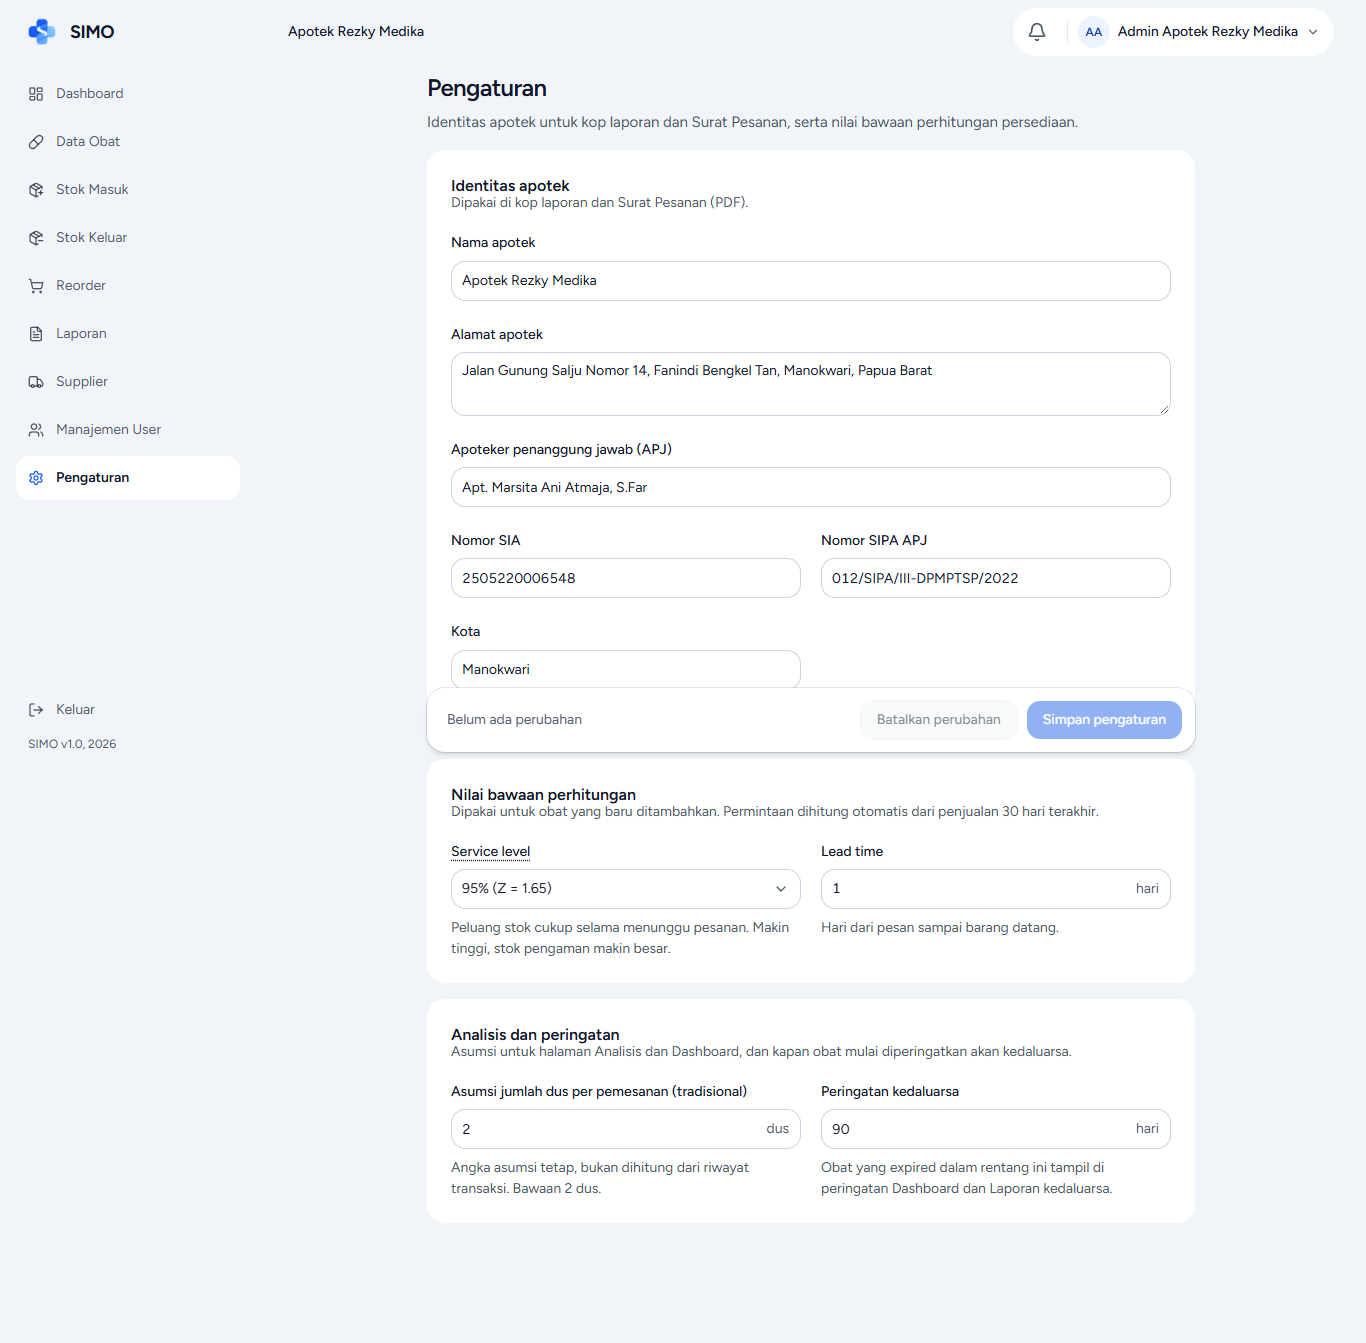 SIMO
Apotek Rezky Medika
AA
Admin Apotek Rezky Medika
Dashboard
Data Obat
Stok Masuk
Stok Keluar
Reorder
Laporan
Supplier
Manajemen User
Pengaturan
Keluar
SIMO v1.0, 2026
Pengaturan
Identitas apotek untuk kop laporan dan Surat Pesanan, serta nilai bawaan perhitungan persediaan.
Identitas apotek
Dipakai di kop laporan dan Surat Pesanan (PDF).
Nama apotek
Apotek Rezky Medika
Alamat apotek
Jalan Gunung Salju Nomor 14, Fanindi Bengkel Tan, Manokwari, Papua Barat
Apoteker penanggung jawab (APJ)
Apt. Marsita Ani Atmaja, S.Far
Nomor SIA
2505220006548
Nomor SIPA APJ
012/SIPA/III-DPMPTSP/2022
Kota
Manokwari
Belum ada perubahan
Batalkan perubahan
Simpan pengaturan
Nilai bawaan perhitungan
Dipakai untuk obat yang baru ditambahkan. Permintaan dihitung otomatis dari penjualan 30 hari terakhir.
Service level
95% (Z = 1.65)
Peluang stok cukup selama menunggu pesanan. Makin
tinggi, stok pengaman makin besar.
Lead time
1 hari
Hari dari pesan sampai barang datang.
Analisis dan peringatan
Asumsi untuk halaman Analisis dan Dashboard, dan kapan obat mulai diperingatkan akan kedaluarsa.
Asumsi jumlah dus per pemesanan (tradisional)
2 dus
Angka asumsi tetap, bukan dihitung dari riwayat
transaksi. Bawaan 2 dus.
Peringatan kedaluarsa
90 hari
Obat yang expired dalam rentang ini tampil di
peringatan Dashboard dan Laporan kedaluarsa.